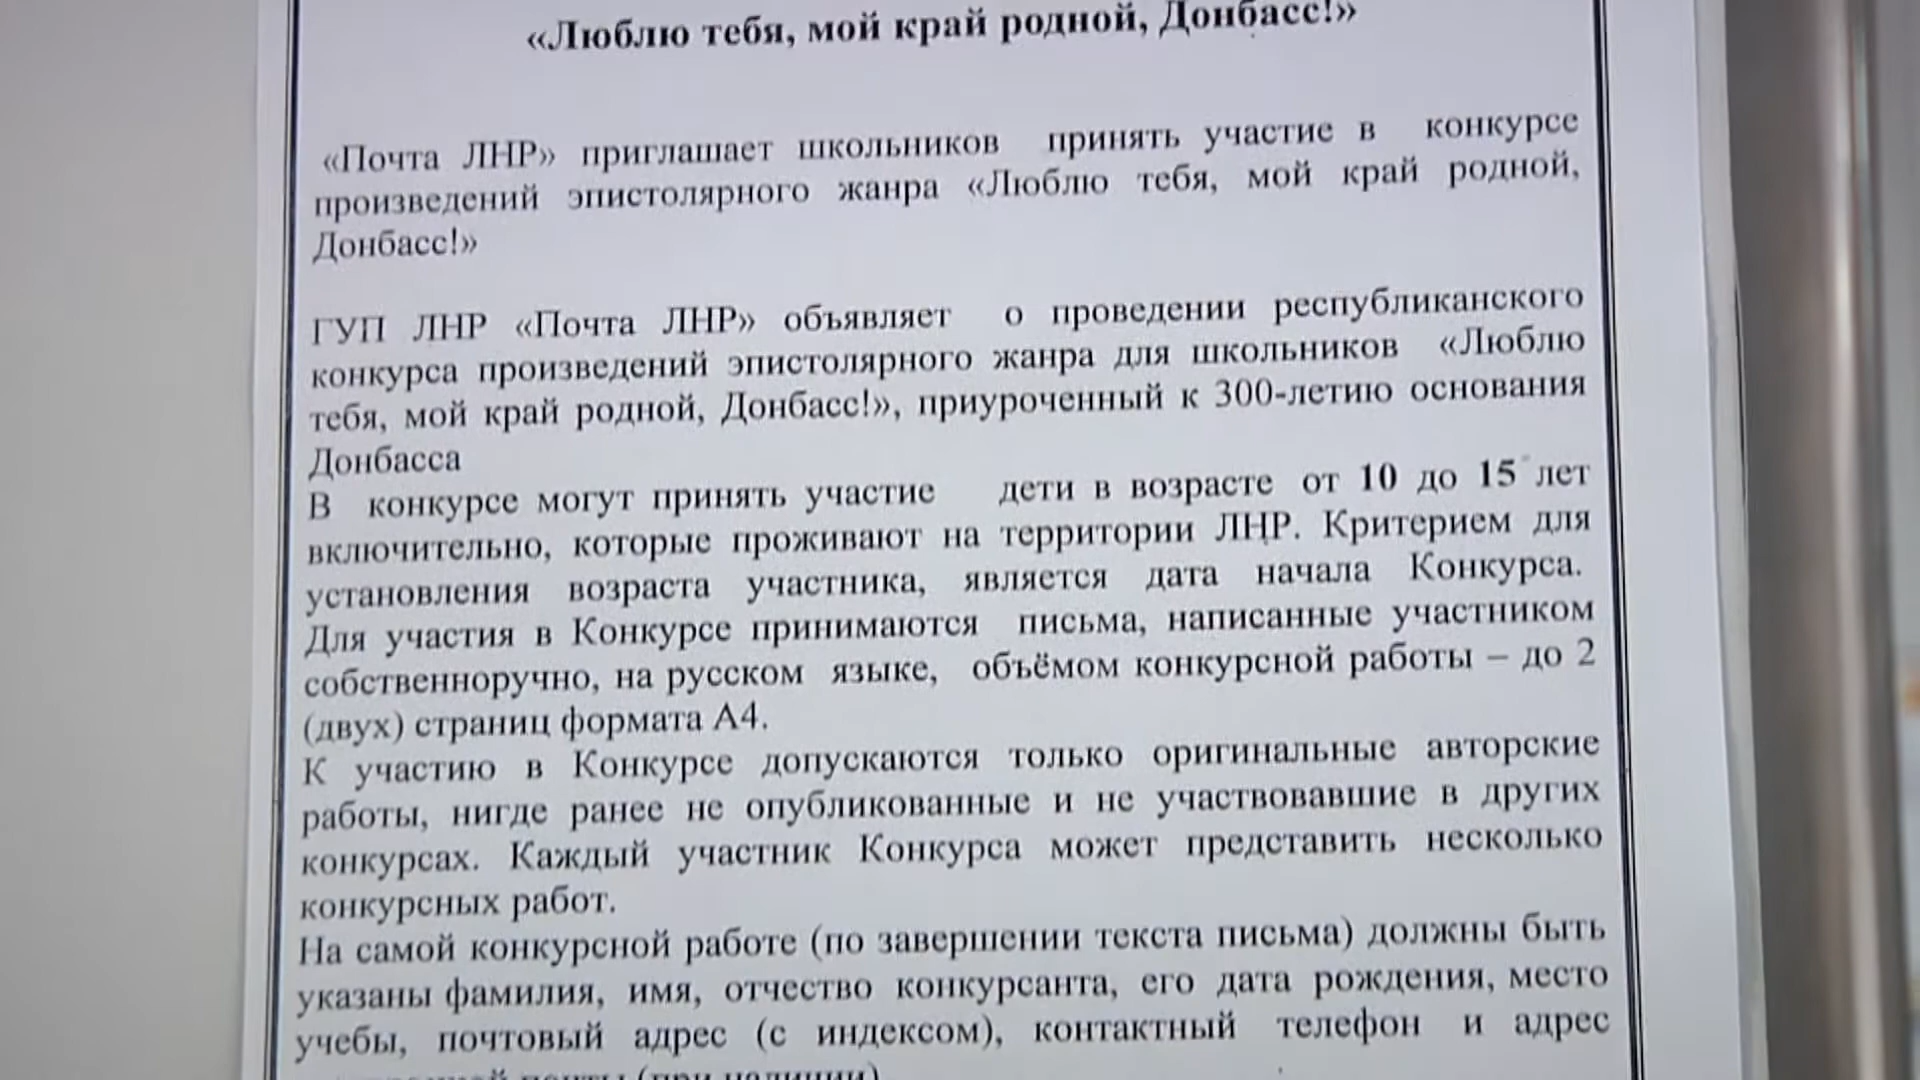 «Люблю тебя, мой край родной, Донбасс!»
«Почта ЛНР» приглашает школьников принять участие в конкурсе
произведений эпистолярного жанра «Люблю тебя, мой край родной,
Донбасс!»
ГУП ЛНР «Почта ЛНР» объявляет о проведении республиканского
конкурса произведений эпистолярного жанра для школьников «Люблю
тебя, мой край родной, Донбасс!», приуроченный к 300-летию основания
Донбасса
В конкурсе могут принять участие дети в возрасте от 10 до 15 лет
включительно, которые проживают на территории ЛНР. Критерием для
установления возраста участника, является дата начала Конкурса.
Для участия в Конкурсе принимаются письма, написанные участником
собственноручно, на русском языке, объёмом конкурсной работы – до 2
(двух) страниц формата А4.
К участию в Конкурсе допускаются только оригинальные авторские
работы, нигде ранее не опубликованные и не участвовавшие в других
конкурсах. Каждый участник Конкурса может представить несколько
конкурсных работ.
На самой конкурсной работе (по завершении текста письма) должны быть
указаны фамилия, имя, отчество конкурсанта, его дата рождения, место
учебы, почтовый адрес (с индексом), контактный телефон и адрес
почты (при наличии)